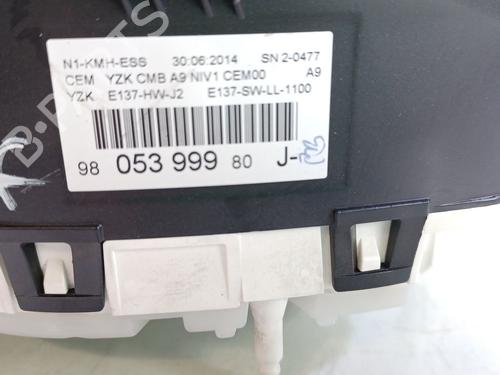 N1-KMH-ESS 30:06:2014 SN 2-0477
CEM YZK CMB A9 NIV1 CEM00 A9
YZK E137-HW-J2 E137-SW-LL-1100
98 053 999 80 J-